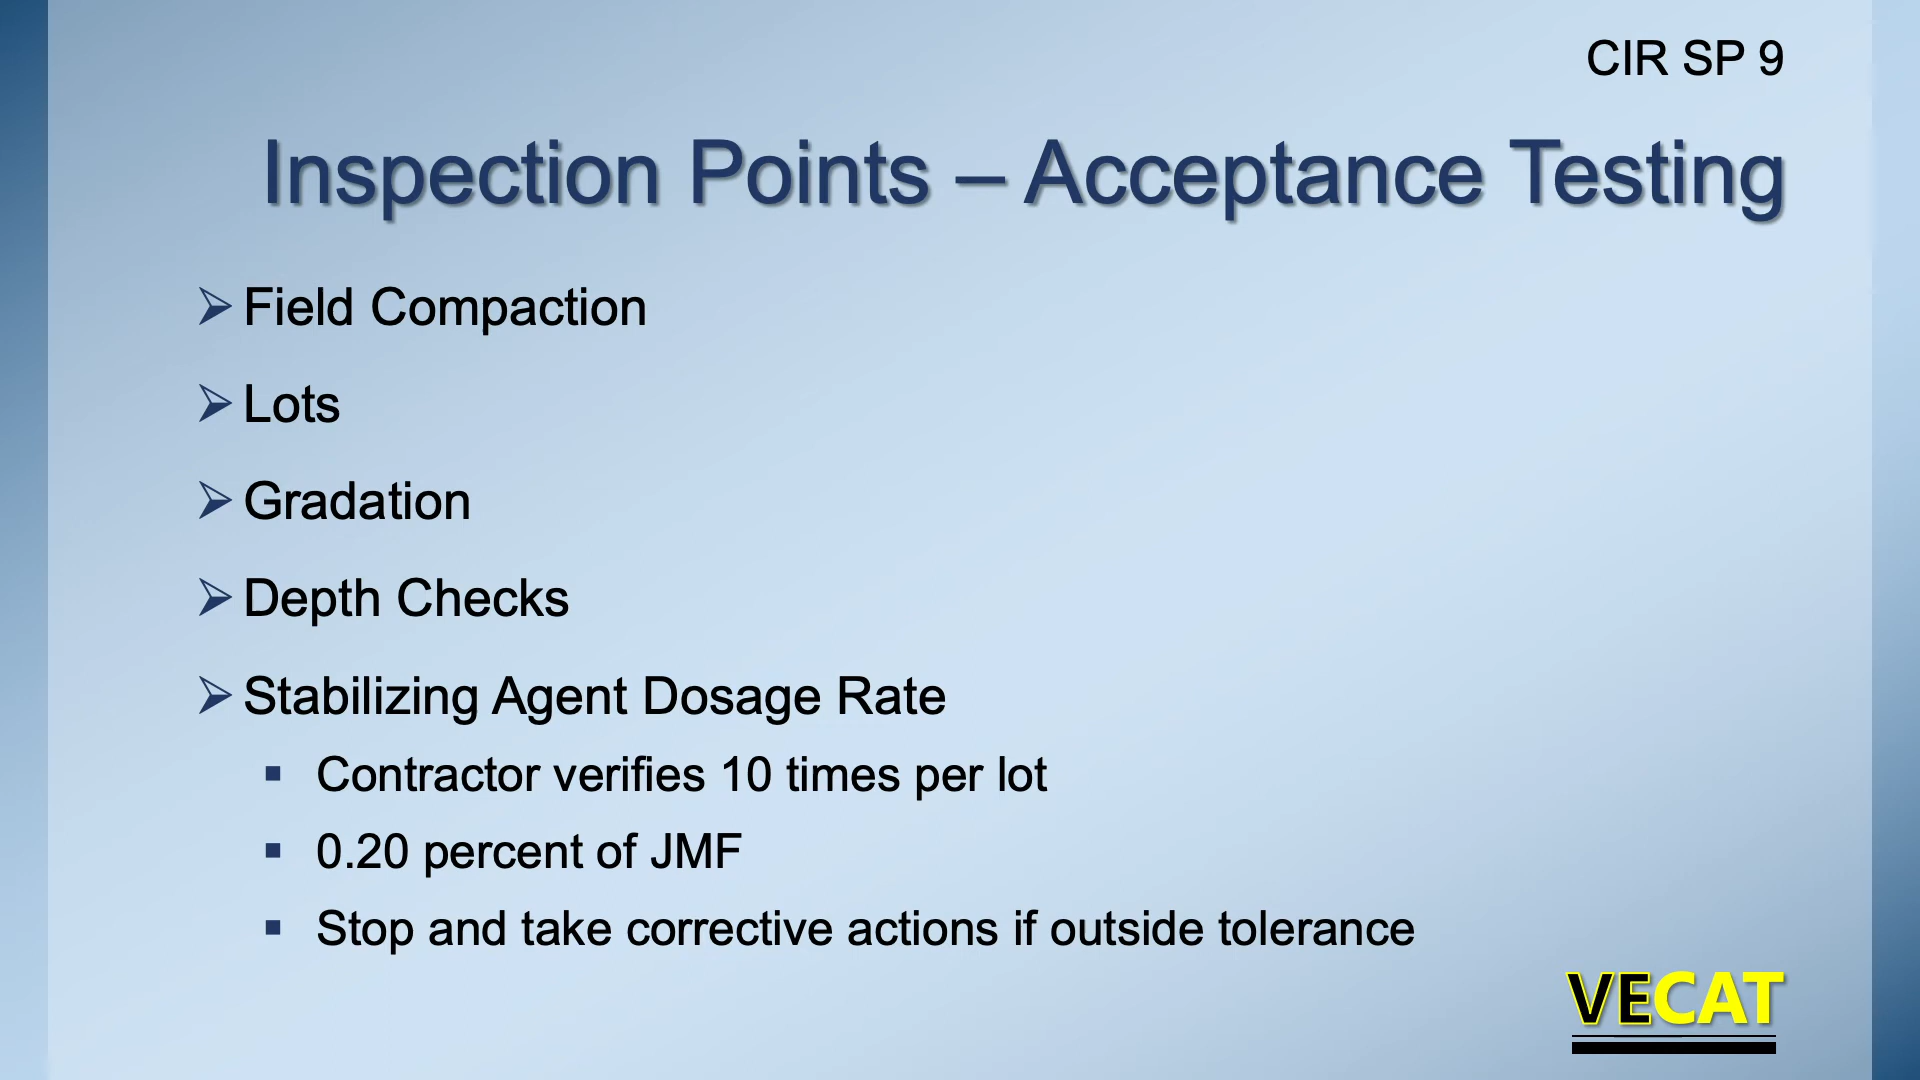 CIR SP 9
Inspection Points – Acceptance Testing
Field Compaction
Lots
Gradation
Depth Checks
Stabilizing Agent Dosage Rate
Contractor verifies 10 times per lot
0.20 percent of JMF
Stop and take corrective actions if outside tolerance
VECAT